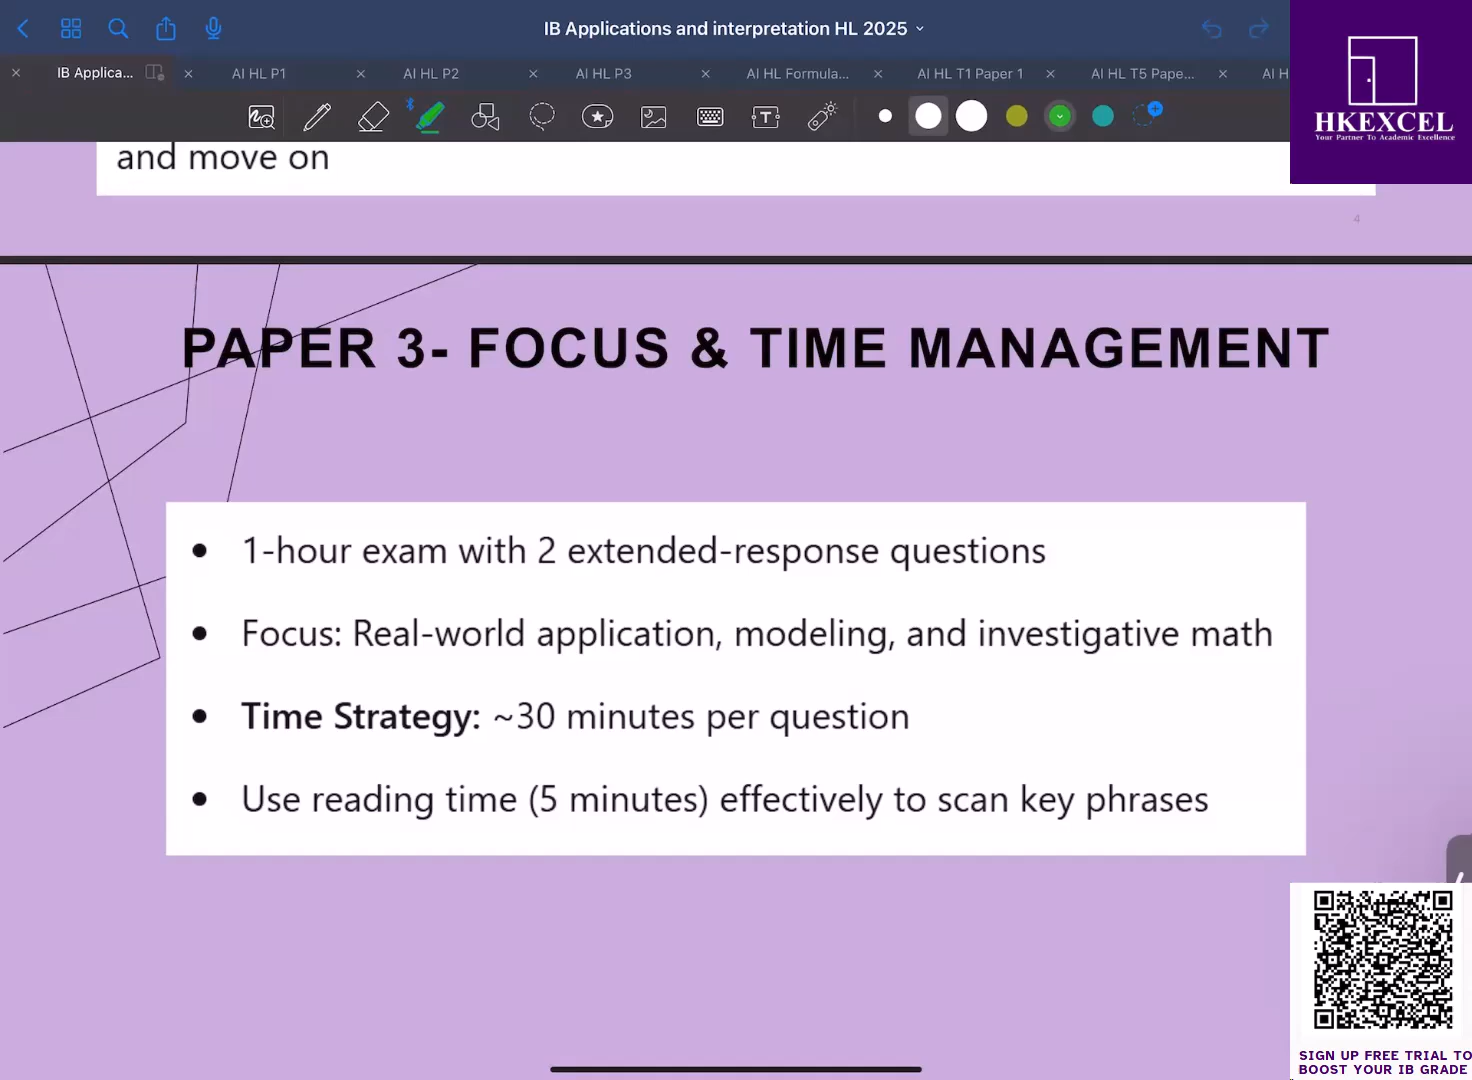 IB Applications and interpretation HL 2025
IB Applica...
AI HL P1
AI HL P2
AI HL P3
AI HL Formula...
AI HL T1 Paper 1
AI HL T5 Pape...
AI H
HKEXCEL
Your Partner To Academic Excellence
and move on
4
PAPER 3- FOCUS & TIME MANAGEMENT
• 1-hour exam with 2 extended-response questions
• Focus: Real-world application, modeling, and investigative math
• Time Strategy: ~30 minutes per question
• Use reading time (5 minutes) effectively to scan key phrases
SIGN UP FREE TRIAL TO
BOOST YOUR IB GRADE